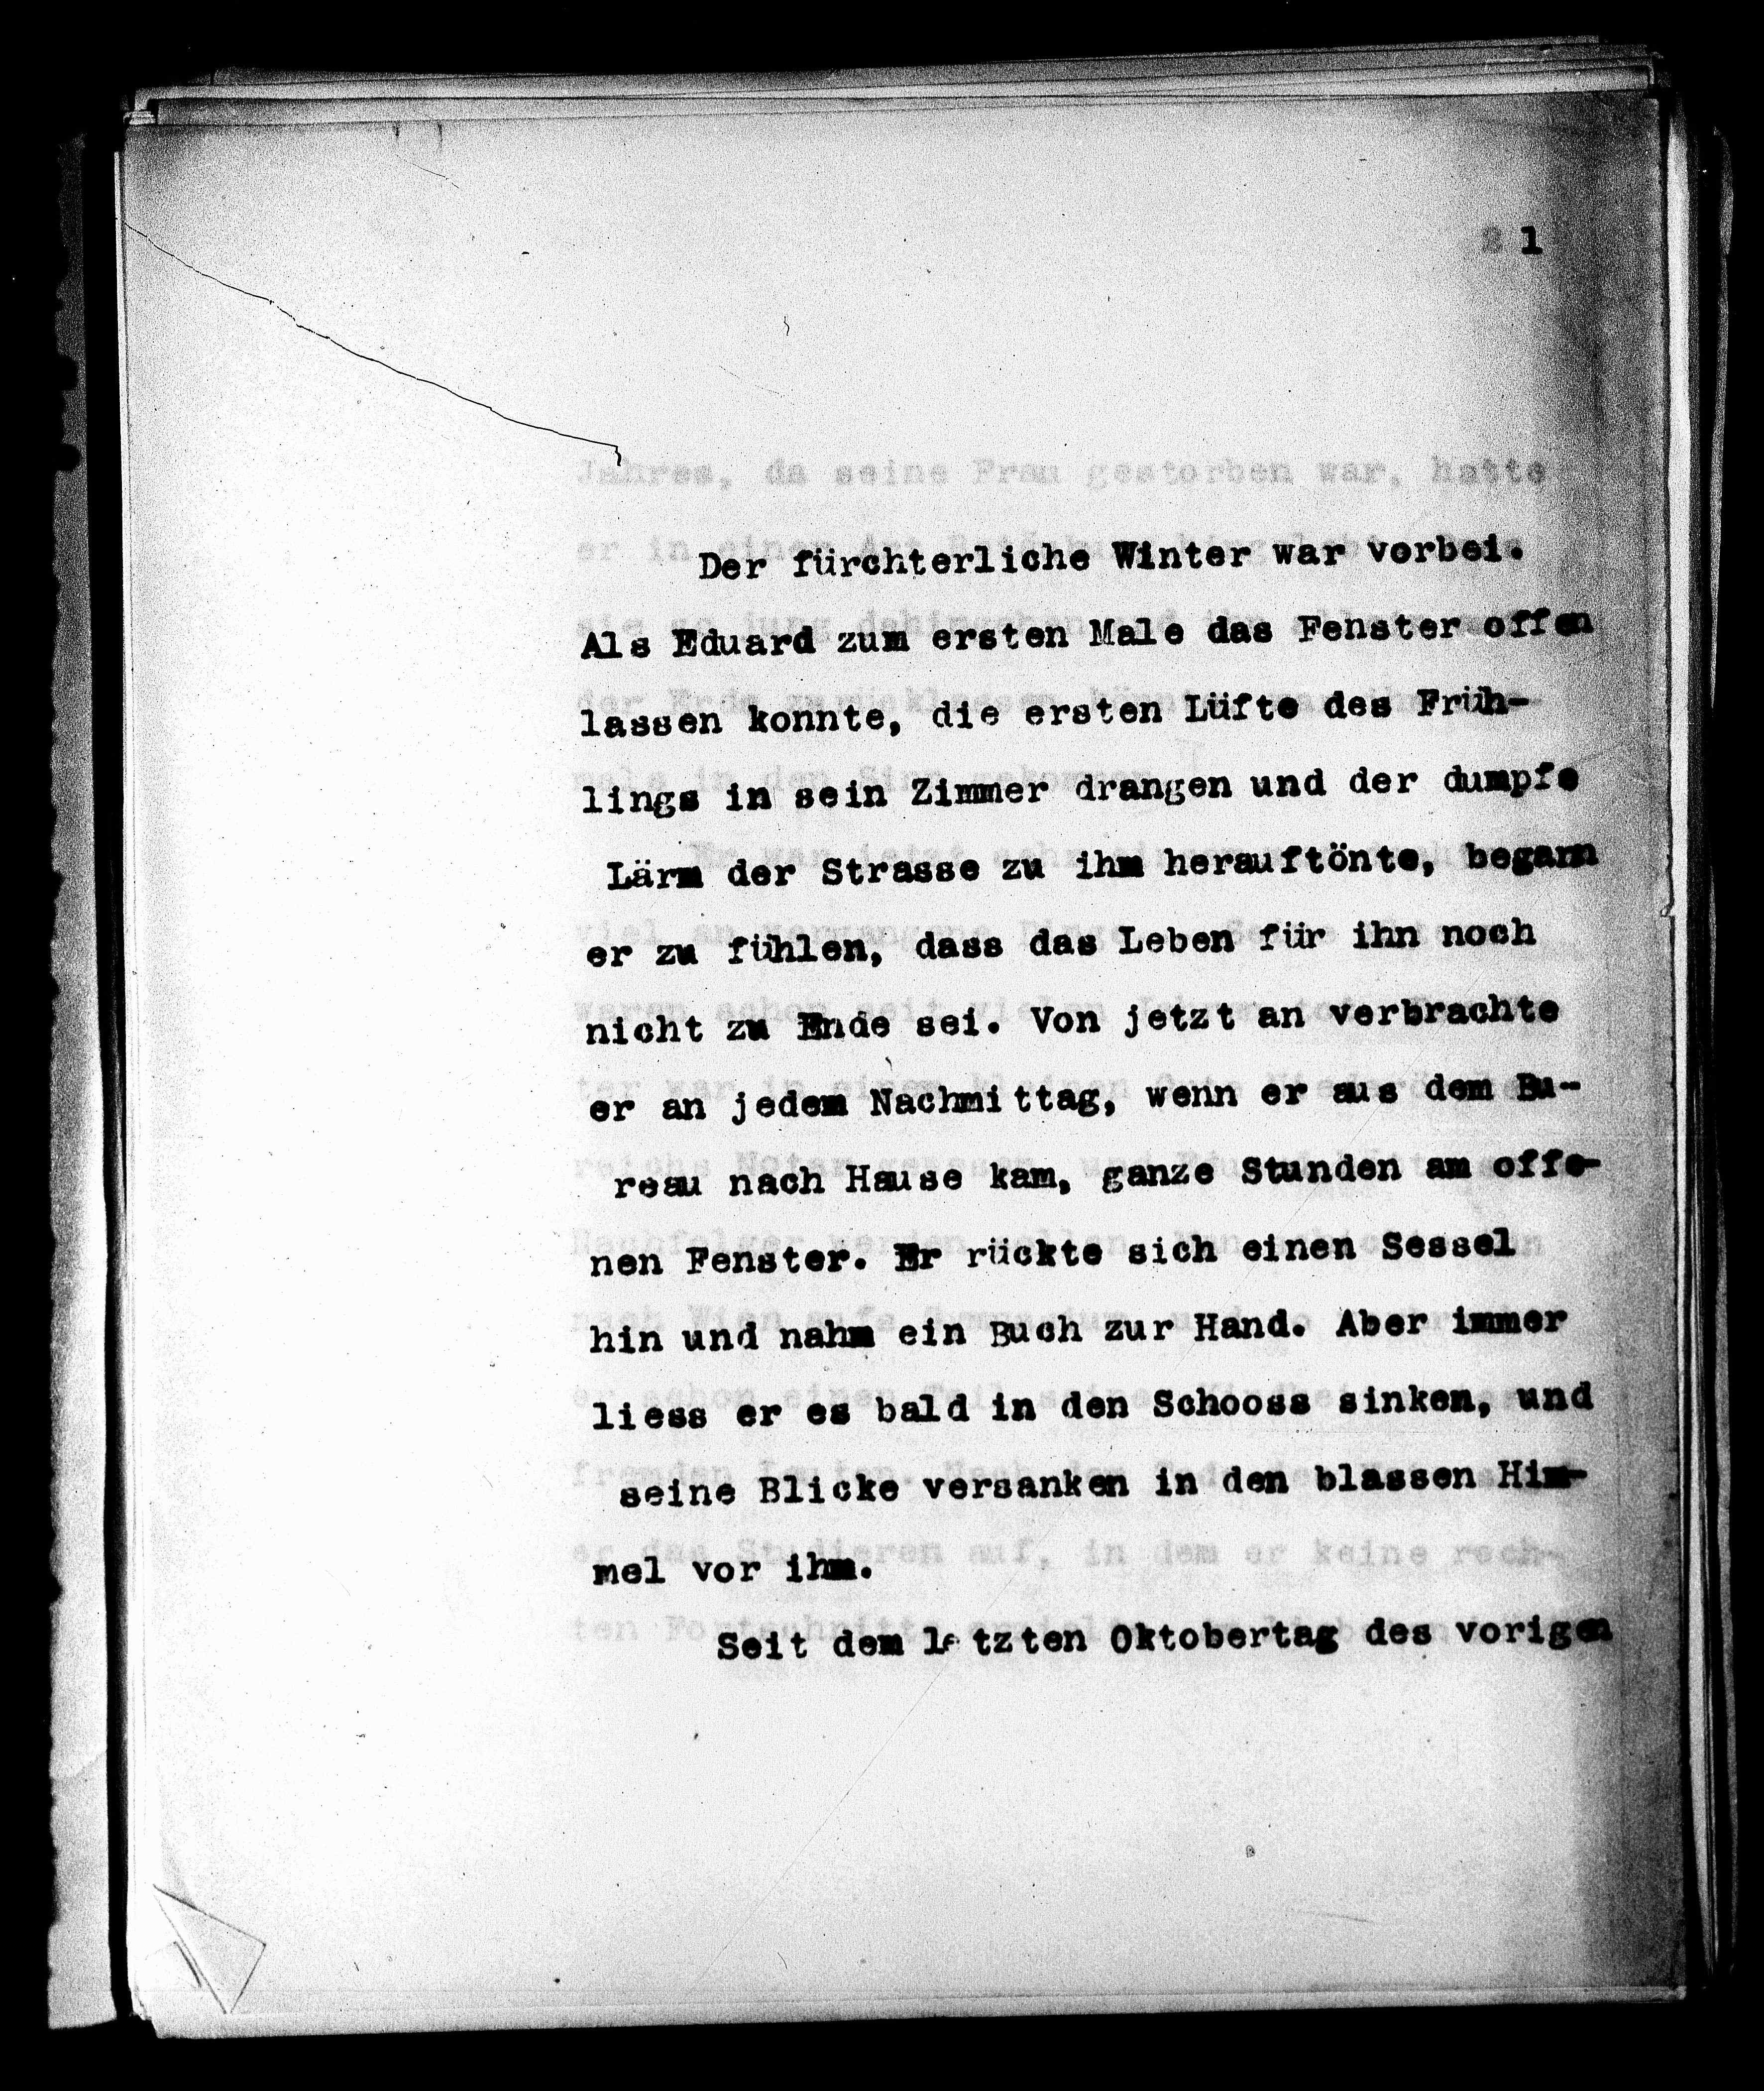 1
Der fürchterliche Winter war vorbei.
Als Eduard zum ersten Male das Fenster offen
lassen konnte, die ersten Lüfte des Früh-
lings in sein Zimmer drangen und der dumpfe
Lärm der Strasse zu ihm herauftönte, begann
er zu fühlen, dass das Leben für ihn noch
nicht zu Ende sei. Von jetzt an verbrachte
er an jedem Nachmittag, wenn er aus dem Bu-
reau nach Hause kam, ganze Stunden am offe-
nen Fenster. Er rückte sich einen Sessel
hin und nahm ein Buch zur Hand. Aber immer
liess er es bald in den Schooss sinken, und
seine Blicke versanken in den blassen Him-
mel vor ihm.
Seit dem letzten Oktobertag des vorigen